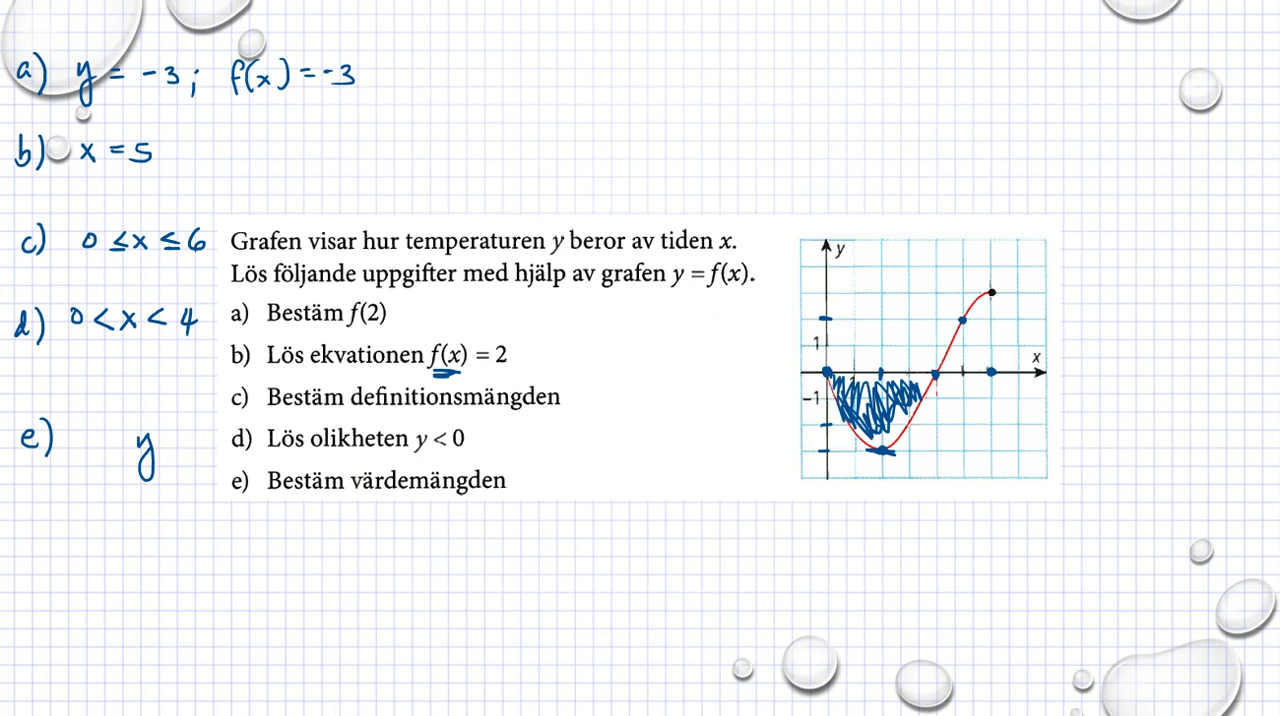 a) y = -3; f(x) = -3
b) x = 5
c) 0 ≤ x ≤ 6
d) 0 < x < 4
e) y
Grafen visar hur temperaturen y beror av tiden x.
Lös följande uppgifter med hjälp av grafen y = f(x).
a) Bestäm f(2)
b) Lös ekvationen f(x) = 2
c) Bestäm definitionsmängden
d) Lös olikheten y < 0
e) Bestäm värdemängden
y
1
x
-1